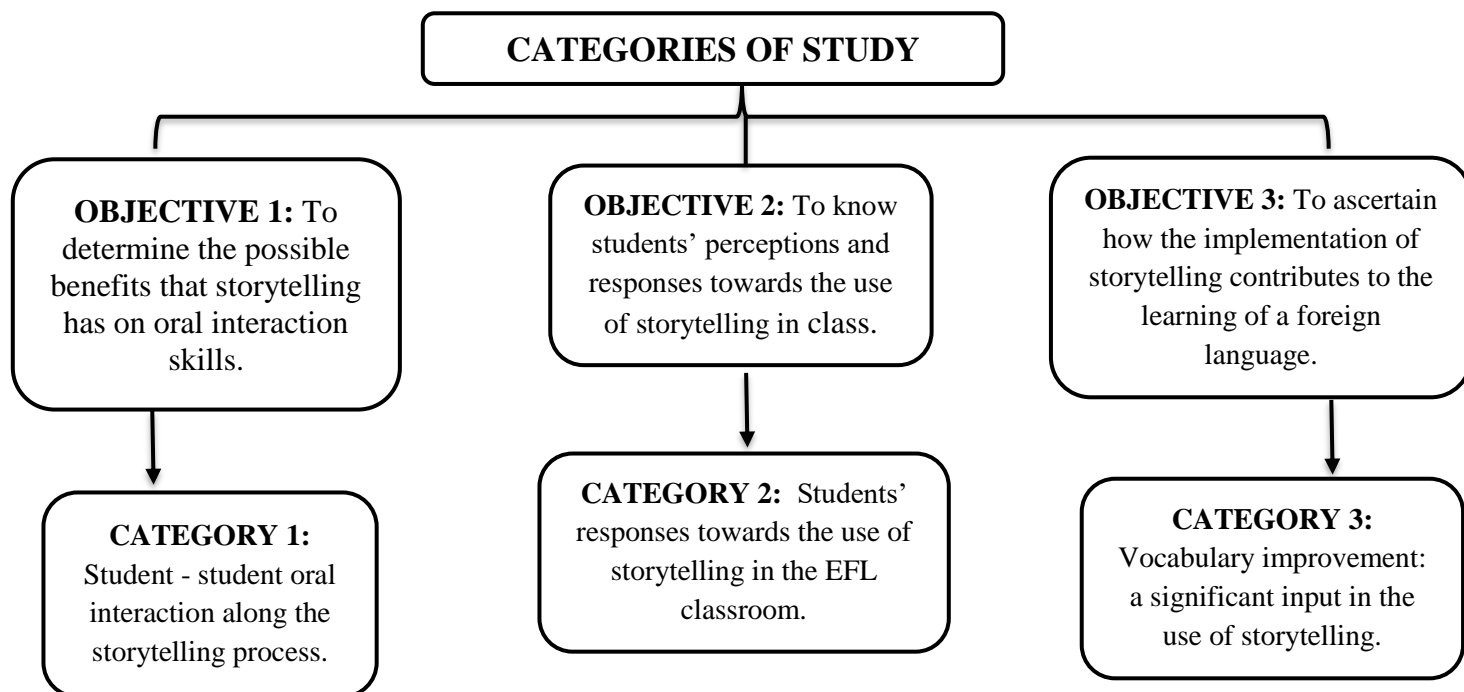 CATEGORIES OF STUDY
OBJECTIVE 1: To
determine the possible
benefits that storytelling
has on oral interaction
skills.
OBJECTIVE 2: To know
students’ perceptions and
responses towards the use
of storytelling in class.
OBJECTIVE 3: To ascertain
how the implementation of
storytelling contributes to the
learning of a foreign
language.
CATEGORY 1:
Student - student oral
interaction along the
storytelling process.
CATEGORY 2: Students’
responses towards the use of
storytelling in the EFL
classroom.
CATEGORY 3:
Vocabulary improvement:
a significant input in the
use of storytelling.